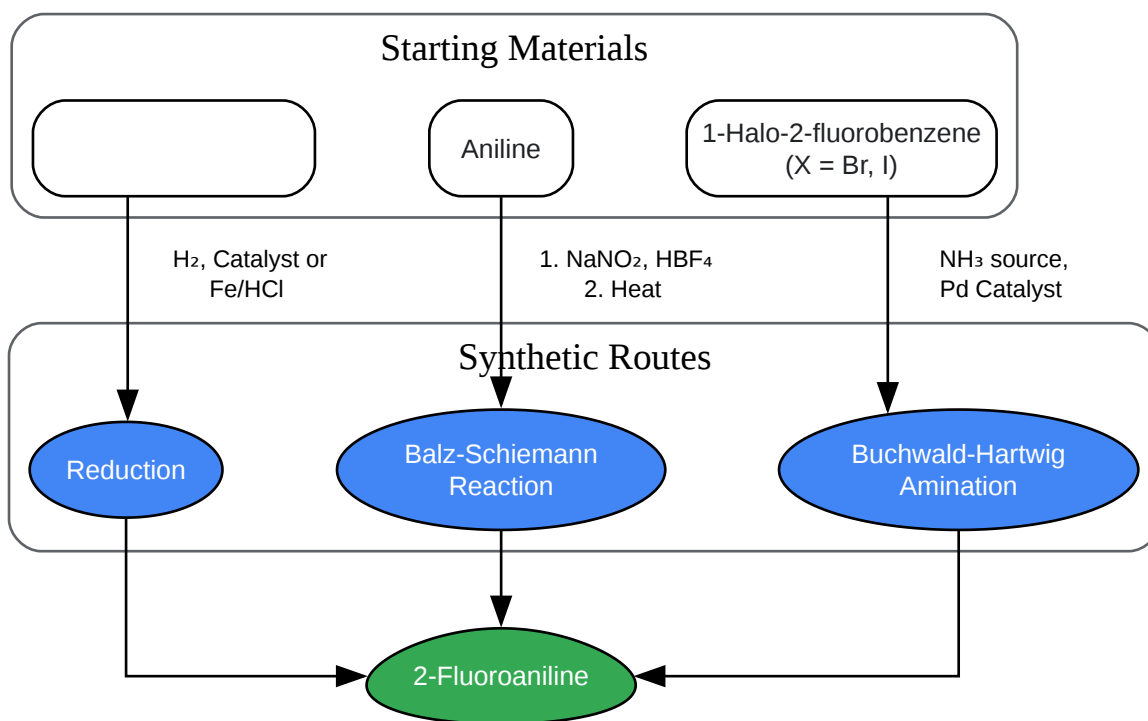 Starting Materials
Aniline
1-Halo-2-fluorobenzene
(X = Br, I)
H₂, Catalyst or
Fe/HCl
1. NaNO₂, HBF₄
2. Heat
NH₃ source,
Pd Catalyst
Synthetic Routes
Reduction
Balz-Schiemann
Reaction
Buchwald-Hartwig
Amination
2-Fluoroaniline